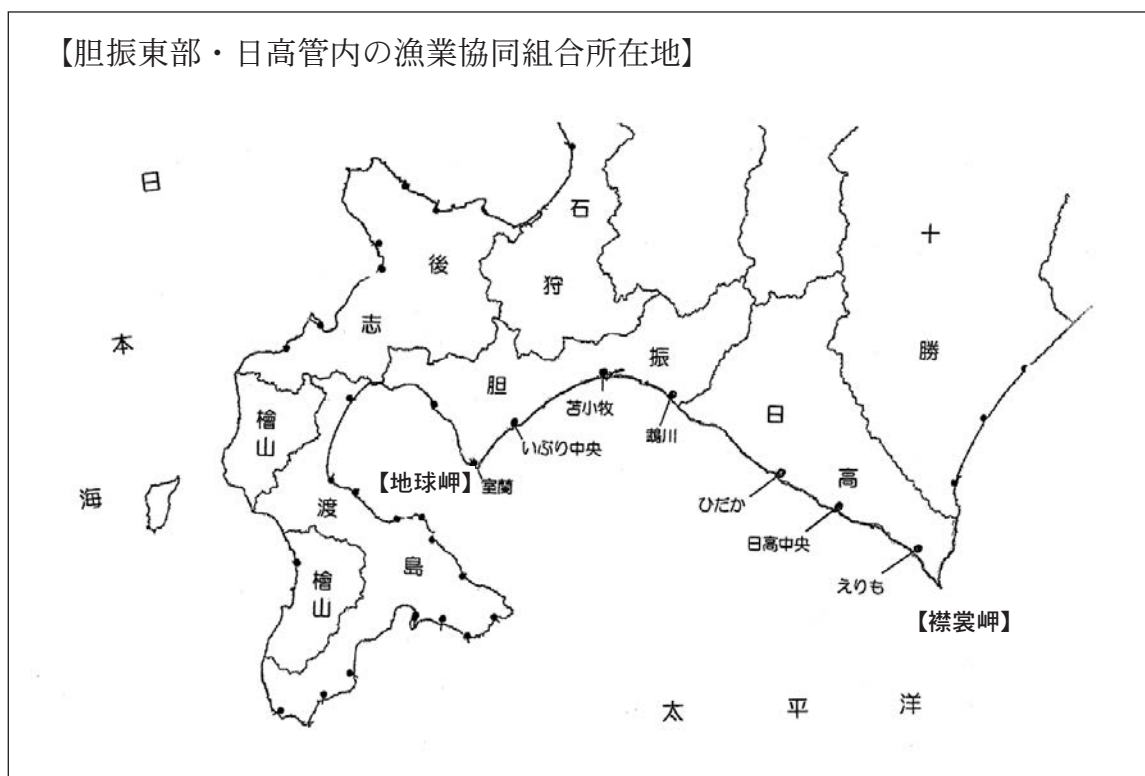 【胆振東部・日高管内の漁業協同組合所在地】
日本海
石狩
後志
十勝
胆振
日高
檜山
渡島
檜山
苫小牧
鵡川
いぶり中央
【地球岬】
室蘭
ひだか
日高中央
えりも
【襟裳岬】
太平洋